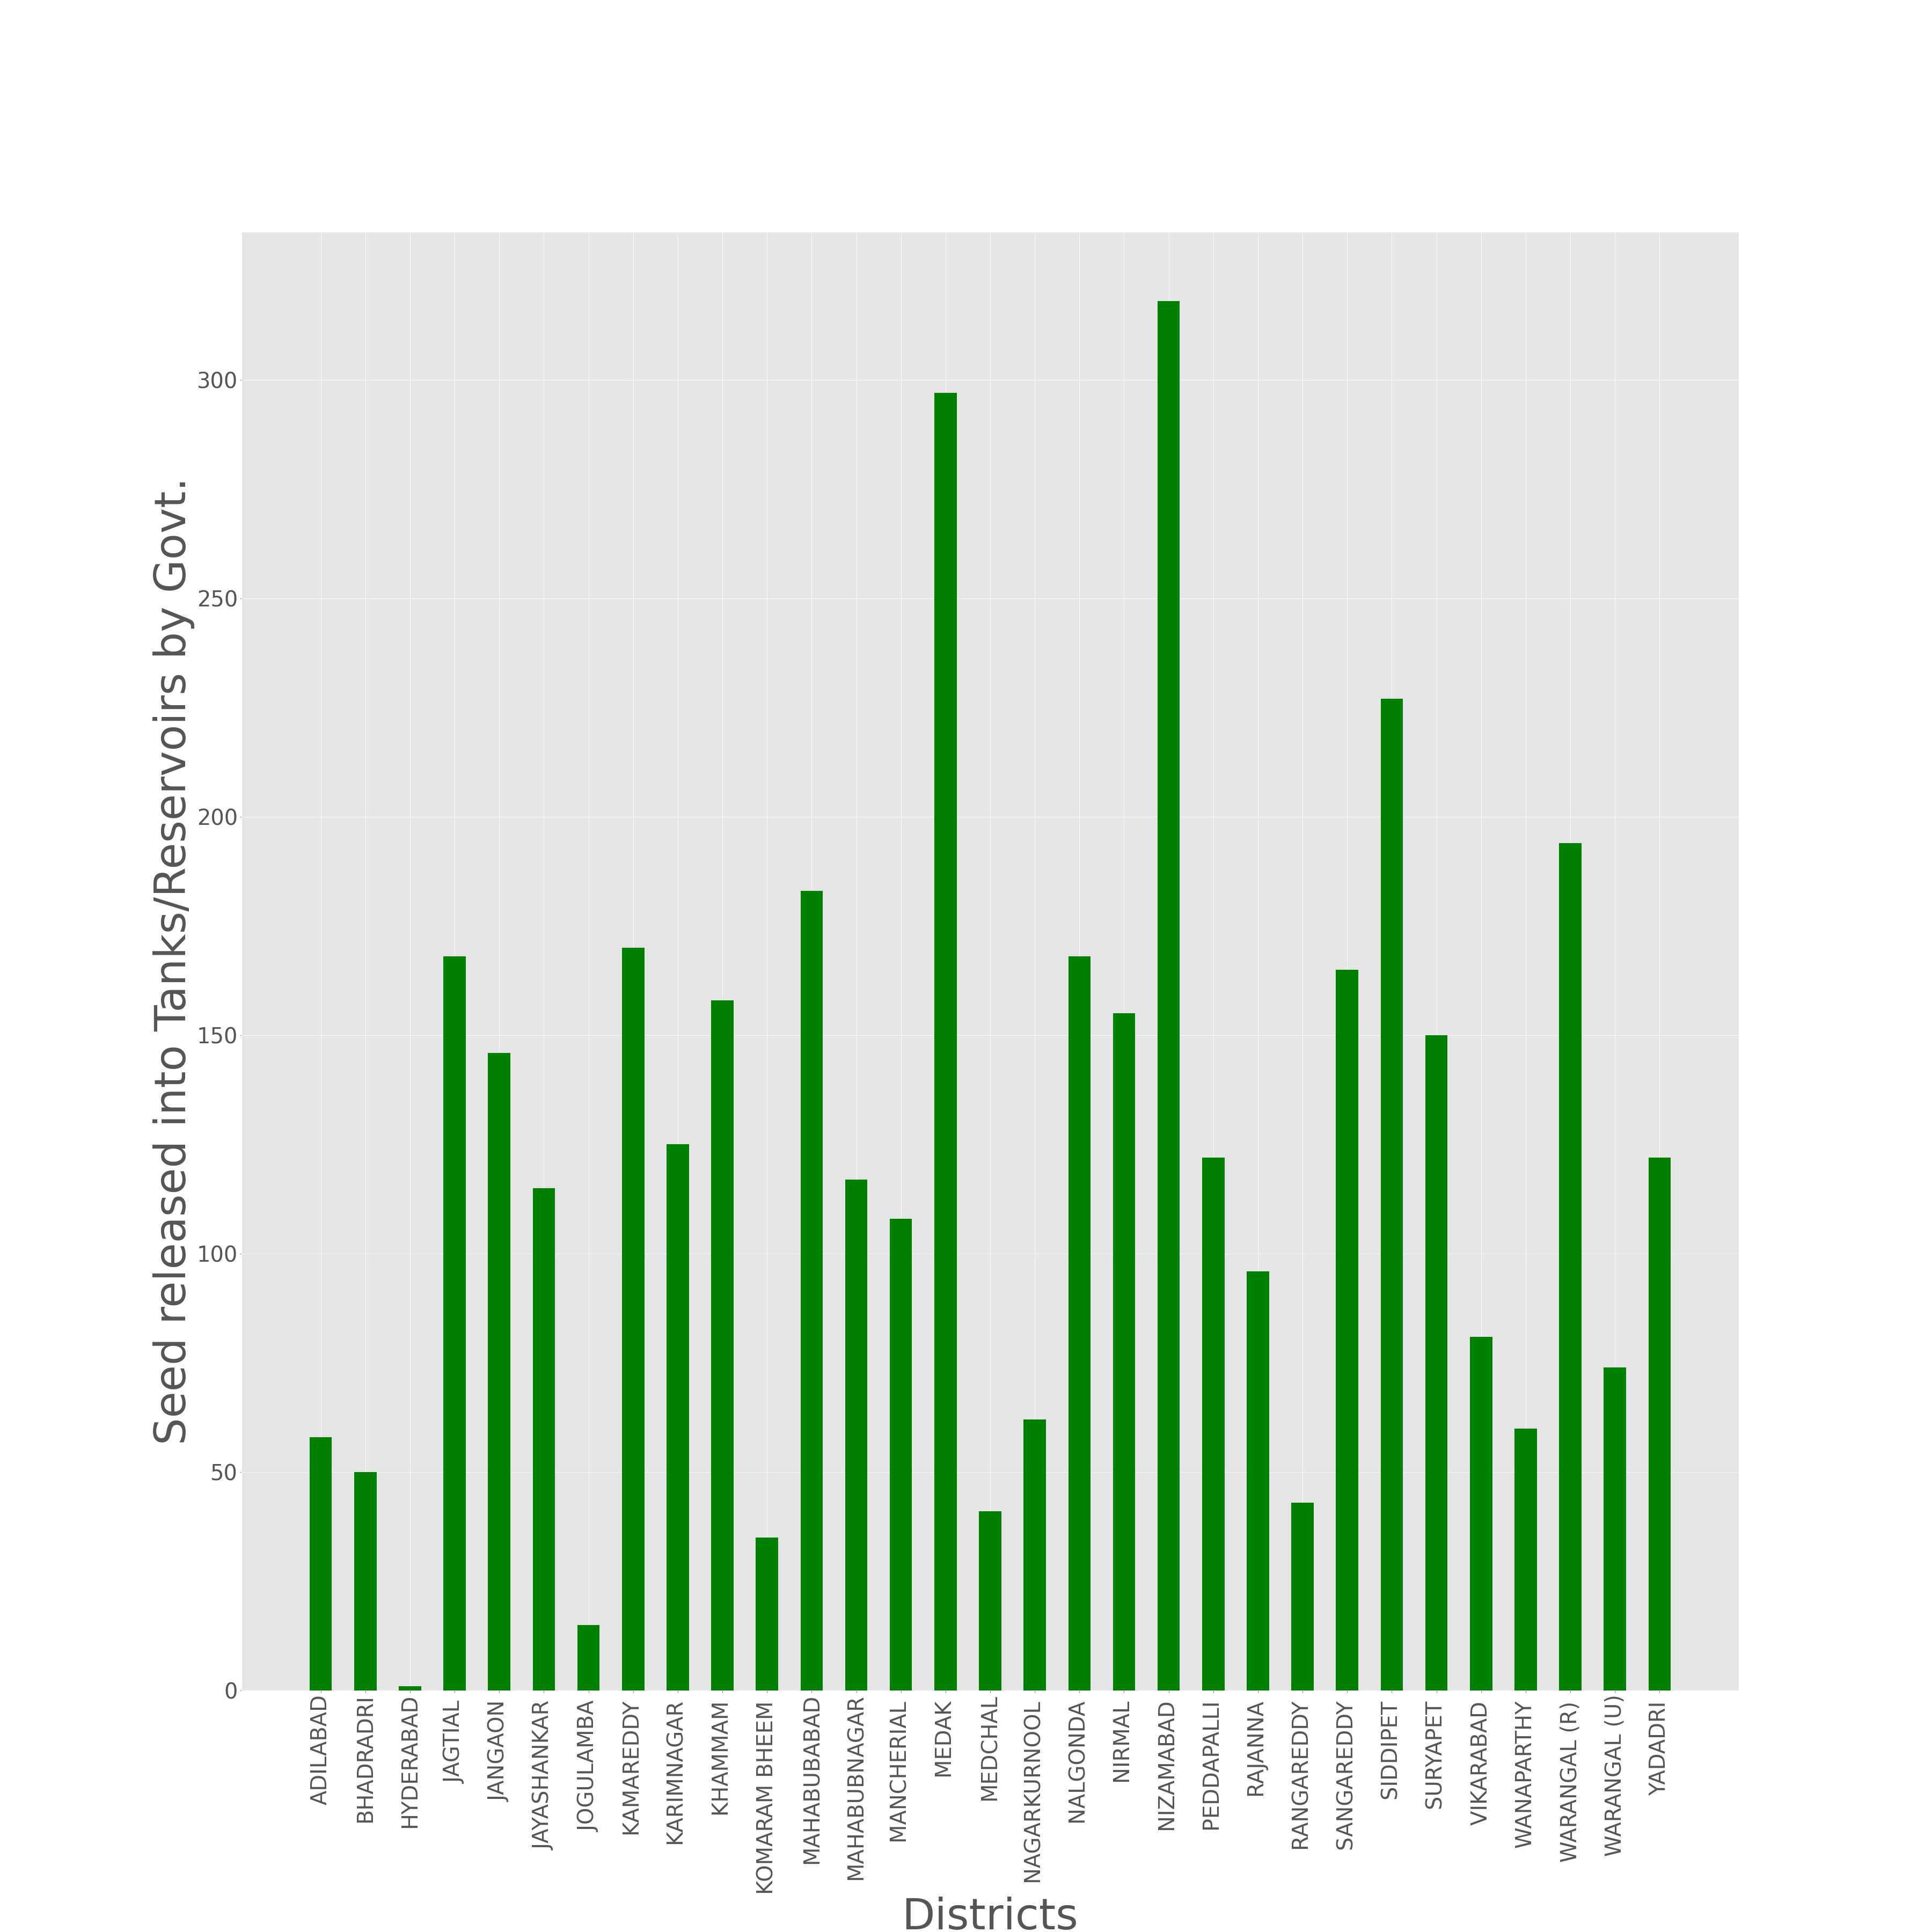 Seed released into Tanks/Reservoirs by Govt.
300
250
200
150
100
50
0
ADILABAD
BHADRADRI
HYDERABAD
JAGTIAL
JANGAON
JAYASHANKAR
JOGULAMBA
KAMAREDDY
KARIMNAGAR
KHAMMAM
KOMARAM BHEEM
MAHABUBABAD
MAHABUBNAGAR
MANCHERIAL
MEDAK
MEDCHAL
NAGARKURNOOL
NALGONDA
NIRMAL
NIZAMABAD
PEDDAPALLI
RAJANNA
RANGAREDDY
SANGAREDDY
SIDDIPET
SURYAPET
VIKARABAD
WANAPARTHY
WARANGAL (R)
WARANGAL (U)
YADADRI
Districts